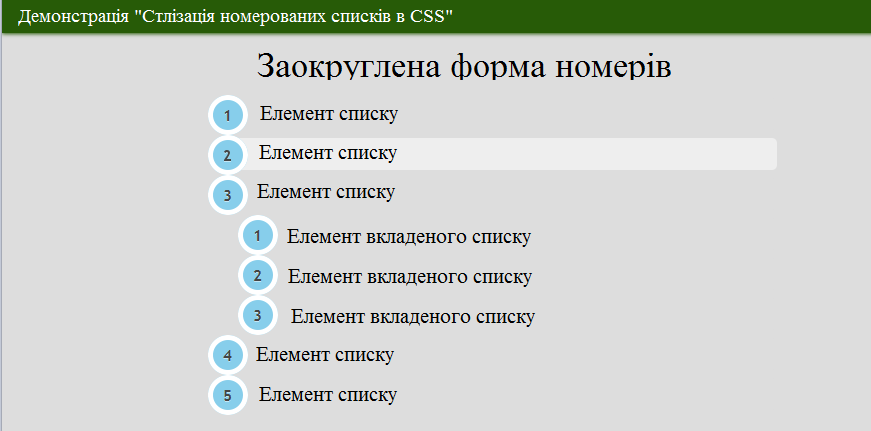 Демонстрація "Стлізація номерованих списків в CSS"
Заокруглена форма номерів
1 Елемент списку
2 Елемент списку
3 Елемент списку
1 Елемент вкладеного списку
2 Елемент вкладеного списку
3 Елемент вкладеного списку
4 Елемент списку
5 Елемент списку